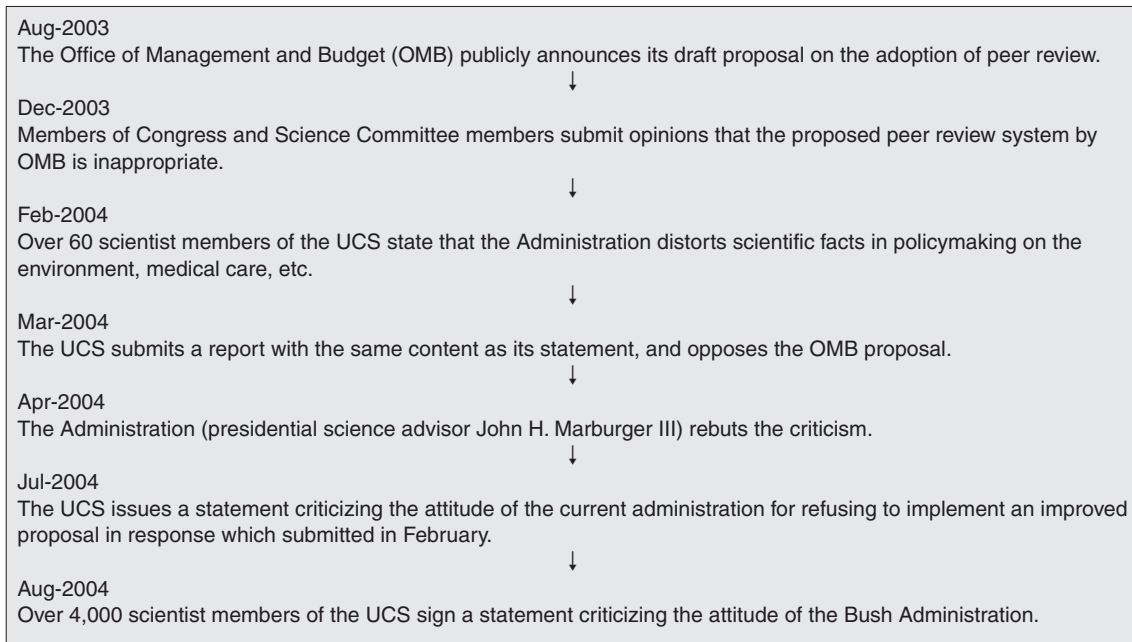 Aug-2003
The Office of Management and Budget (OMB) publicly announces its draft proposal on the adoption of peer review.
↓
Dec-2003
Members of Congress and Science Committee members submit opinions that the proposed peer review system by
OMB is inappropriate.
↓
Feb-2004
Over 60 scientist members of the UCS state that the Administration distorts scientific facts in policymaking on the
environment, medical care, etc.
↓
Mar-2004
The UCS submits a report with the same content as its statement, and opposes the OMB proposal.
↓
Apr-2004
The Administration (presidential science advisor John H. Marburger III) rebuts the criticism.
↓
Jul-2004
The UCS issues a statement criticizing the attitude of the current administration for refusing to implement an improved
proposal in response which submitted in February.
↓
Aug-2004
Over 4,000 scientist members of the UCS sign a statement criticizing the attitude of the Bush Administration.